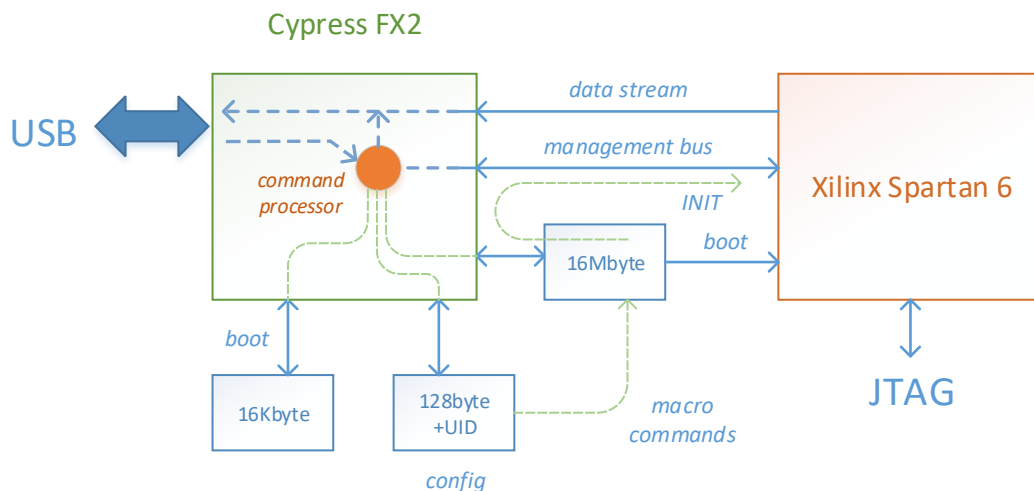 Cypress FX2
USB
data stream
management bus
command
processor
INIT
Xilinx Spartan 6
16Mbyte
boot
boot
16Kbyte
128byte
+UID
macro
commands
JTAG
config